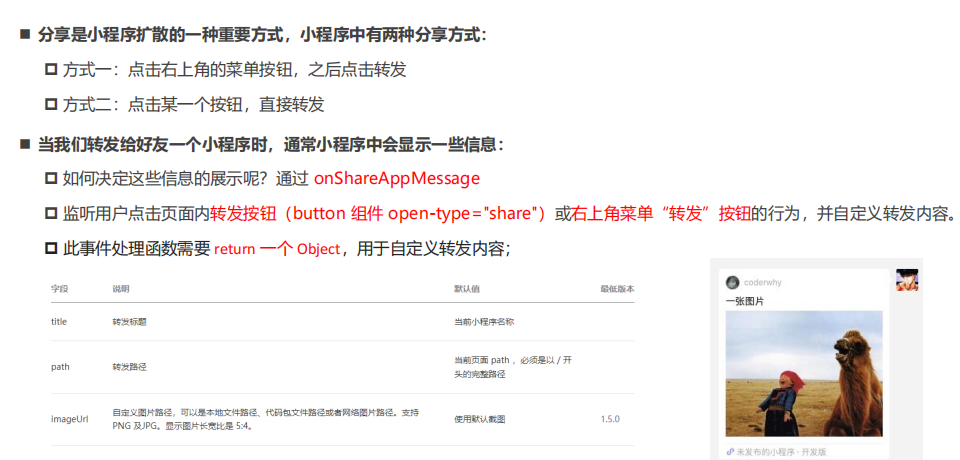 ■ 分享是小程序扩散的一种重要方式，小程序中有两种分享方式：
方式一：点击右上角的菜单按钮，之后点击转发
方式二：点击某一个按钮，直接转发
■ 当我们转发给好友一个小程序时，通常小程序中会显示一些信息：
如何决定这些信息的展示呢？通过 onShareAppMessage
监听用户点击页面内转发按钮（button 组件 open-type="share"）或右上角菜单“转发”按钮的行为，并自定义转发内容。
此事件处理函数需要 return 一个 Object，用于自定义转发内容；
字段 说明 默认值 最低版本
title 转发标题 当前小程序名称
path 转发路径 当前页面 path ，必须是以 / 开
头的完整路径
imageUrl 自定义图片路径，可以是本地文件路径、代码包文件路径或者网络图片路径。支持 使用默认截图 1.5.0
PNG 及JPG。显示图片长宽比是 5:4。
coderwhy
一张图片
未发布的小程序 · 开发版